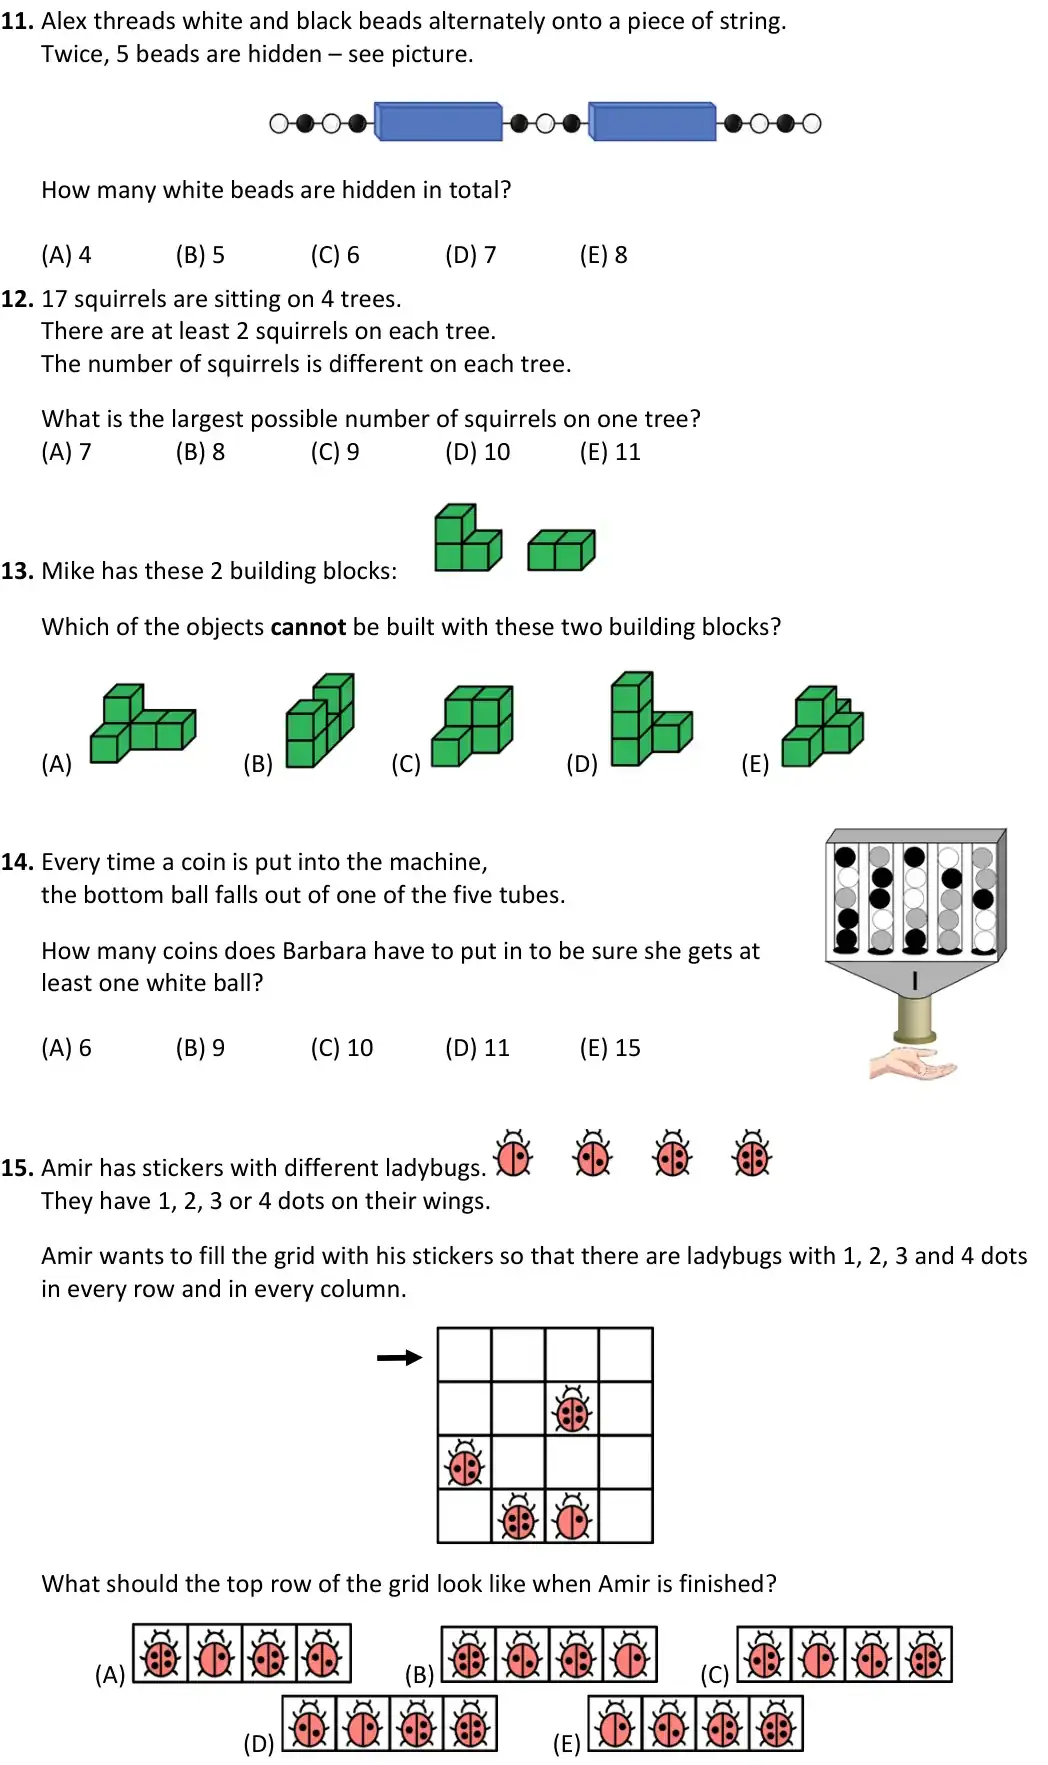 11. Alex threads white and black beads alternately onto a piece of string.
Twice, 5 beads are hidden – see picture.
How many white beads are hidden in total?
(A) 4 (B) 5 (C) 6 (D) 7 (E) 8
12. 17 squirrels are sitting on 4 trees.
There are at least 2 squirrels on each tree.
The number of squirrels is different on each tree.
What is the largest possible number of squirrels on one tree?
(A) 7 (B) 8 (C) 9 (D) 10 (E) 11
13. Mike has these 2 building blocks:
Which of the objects cannot be built with these two building blocks?
(A) (B) (C) (D) (E)
14. Every time a coin is put into the machine,
the bottom ball falls out of one of the five tubes.
How many coins does Barbara have to put in to be sure she gets at
least one white ball?
(A) 6 (B) 9 (C) 10 (D) 11 (E) 15
15. Amir has stickers with different ladybugs.
They have 1, 2, 3 or 4 dots on their wings.
Amir wants to fill the grid with his stickers so that there are ladybugs with 1, 2, 3 and 4 dots
in every row and in every column.
What should the top row of the grid look like when Amir is finished?
(A) (B) (C)
(D) (E)